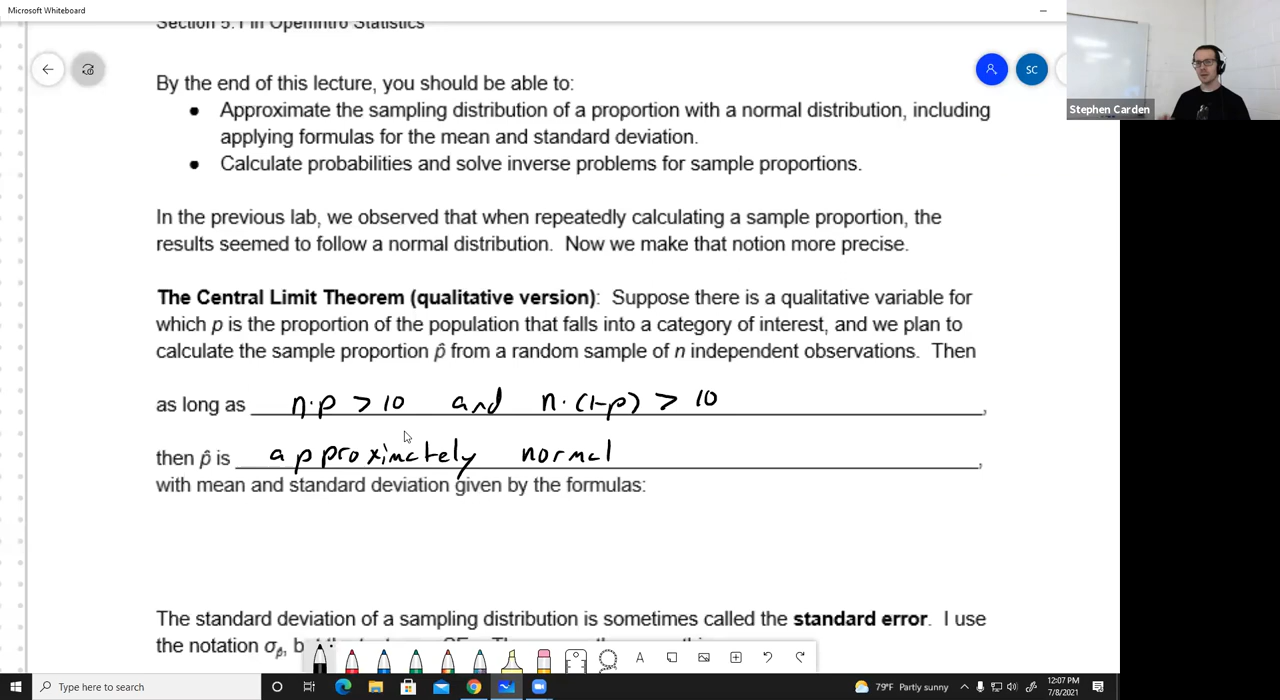 Microsoft Whiteboard
Section 5.1 in OpenIntro Statistics
SC
Stephen Carden
By the end of this lecture, you should be able to:
● Approximate the sampling distribution of a proportion with a normal distribution, including
applying formulas for the mean and standard deviation.
● Calculate probabilities and solve inverse problems for sample proportions.
In the previous lab, we observed that when repeatedly calculating a sample proportion, the
results seemed to follow a normal distribution. Now we make that notion more precise.
The Central Limit Theorem (qualitative version): Suppose there is a qualitative variable for
which p is the proportion of the population that falls into a category of interest, and we plan to
calculate the sample proportion p̂ from a random sample of n independent observations. Then
as long as n·p > 10 and n·(1-p) > 10 ,
then p̂ is approximately normal ,
with mean and standard deviation given by the formulas:
The standard deviation of a sampling distribution is sometimes called the standard error. I use
the notation σp̂, b
A
Type here to search
79°F Partly sunny
12:07 PM
7/8/2021